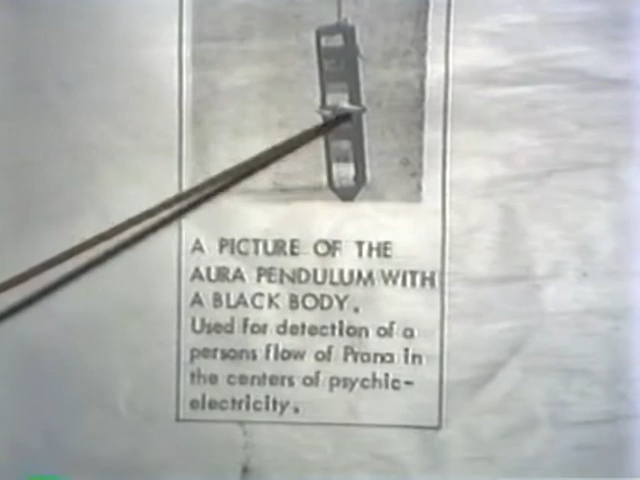 A PICTURE OF THE
AURA PENDULUM WITH
A BLACK BODY.
Used for detection of a
persons flow of Prana in
the centers of psychic-
electricity.